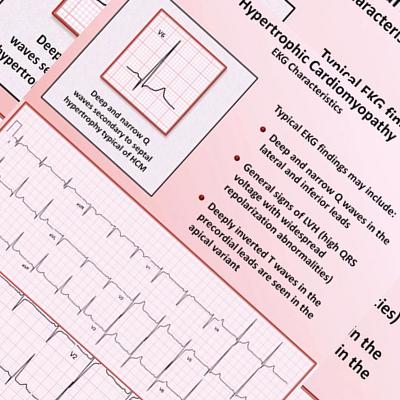 Hypertrophic Cardiomyopathy
EKG Characteristics
V6
Deep and narrow Q
waves secondary to septal
hypertrophy typical of HCM
Typical EKG findings may include:
Deep and narrow Q waves in the
lateral and inferior leads
General signs of LVH (high QRS
voltage with widespread
repolarization abnormalities)
Deeply inverted T waves in the
precordial leads are seen in the
apical variant
Deep
waves se
hypertro
Typical EKG fin
in the
in the
V2